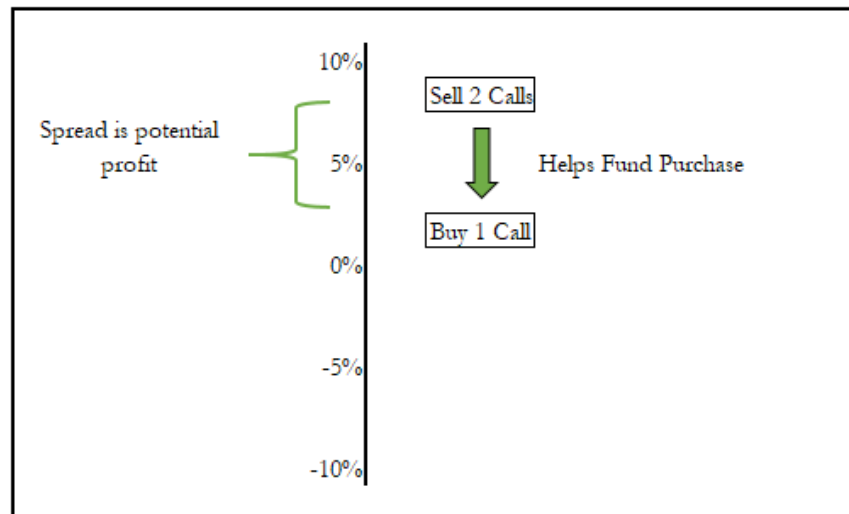 10%
Sell 2 Calls
Spread is potential
profit
5%
Helps Fund Purchase
Buy 1 Call
0%
-5%
-10%